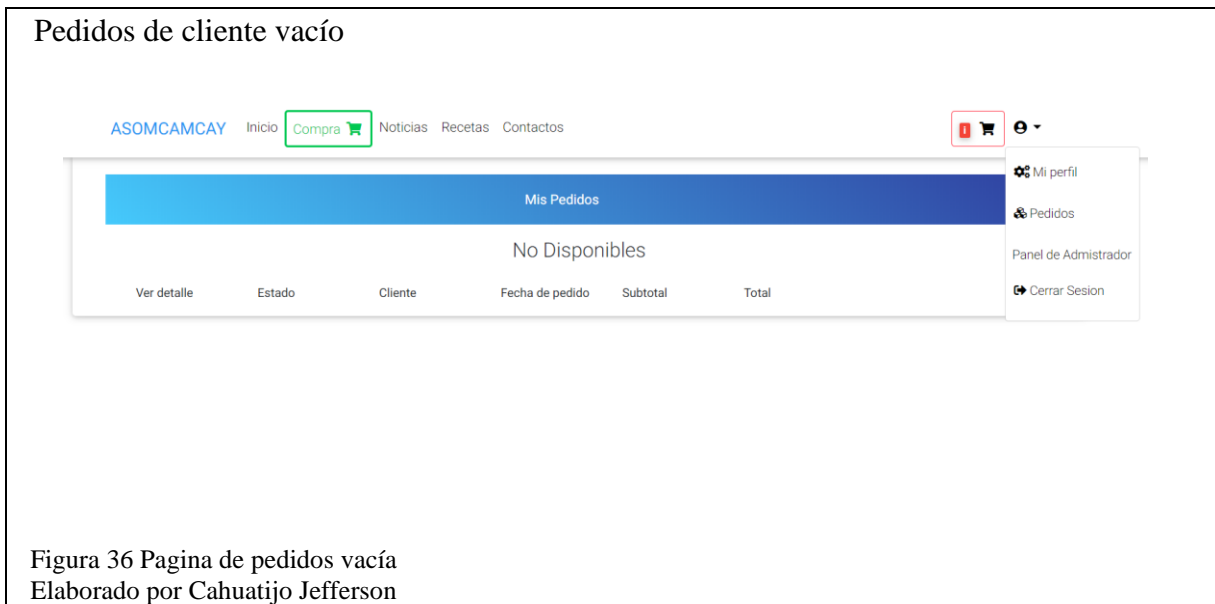 Pedidos de cliente vacío
ASOMCAMCAY Inicio Compra Noticias Recetas Contactos
Mi perfil
Mis Pedidos
Pedidos
No Disponibles
Panel de Admistrador
Ver detalle Estado Cliente Fecha de pedido Subtotal Total
Cerrar Sesion
Figura 36 Pagina de pedidos vacía
Elaborado por Cahuatijo Jefferson